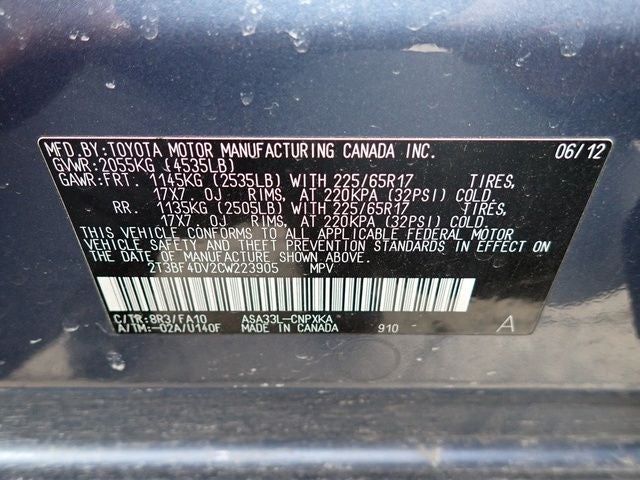 MFD.BY:TOYOTA MOTOR MANUFACTURING CANADA INC. 06/12
GVWR:2055KG (4535LB)
GAWR:FRT. 1145KG (2535LB) WITH 225/65R17 TIRES,
17X7 OJ RIMS, AT 220KPA (32PSI) COLD.
RR. 1135KG (2505LB) WITH 225/65R17 TIRES,
17X7 OJ RIMS, AT 220KPA (32PSI) COLD.
THIS VEHICLE CONFORMS TO ALL APPLICABLE FEDERAL MOTOR
VEHICLE SAFETY AND THEFT PREVENTION STANDARDS IN EFFECT ON
THE DATE OF MANUFACTURE SHOWN ABOVE.
2T3BF4DV2CW223905 MPV
C/TR:8R3/FA10 ASA33L-CNPXKA
A/TM:-02A/U140F MADE IN CANADA 910 A